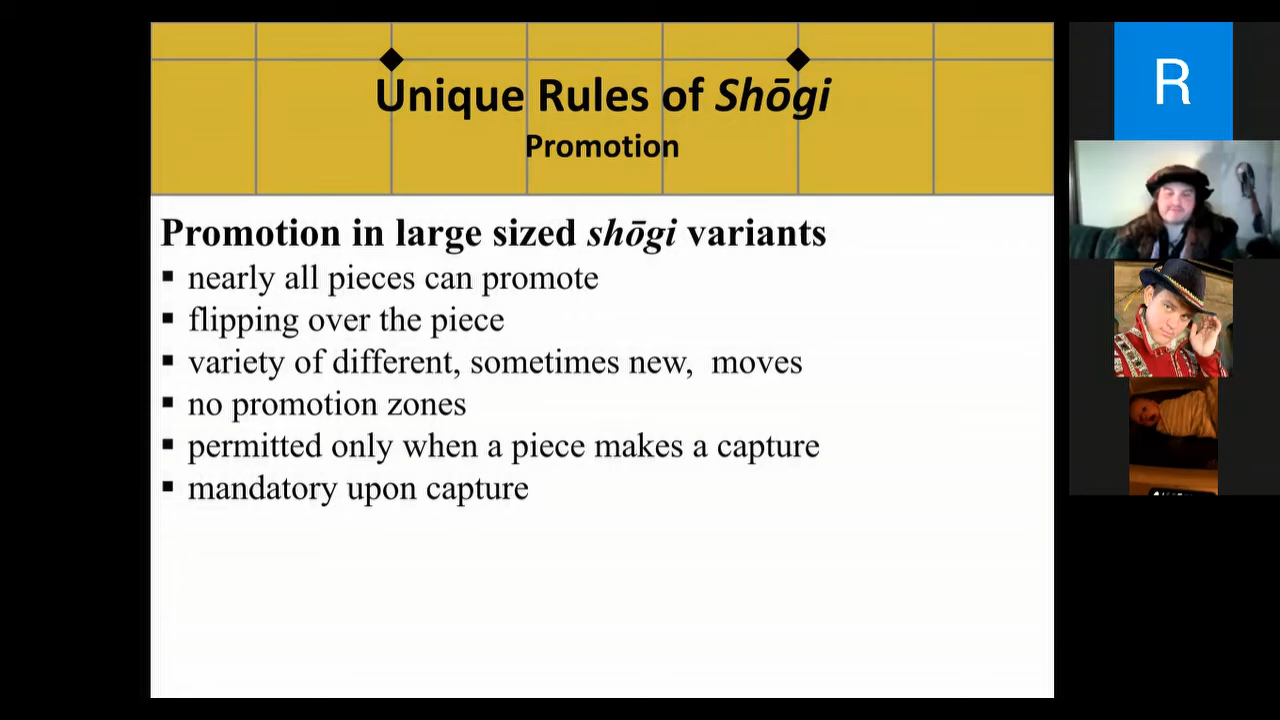 Unique Rules of Shōgi
Promotion
Promotion in large sized shōgi variants
▪ nearly all pieces can promote
▪ flipping over the piece
▪ variety of different, sometimes new,  moves
▪ no promotion zones
▪ permitted only when a piece makes a capture
▪ mandatory upon capture
R